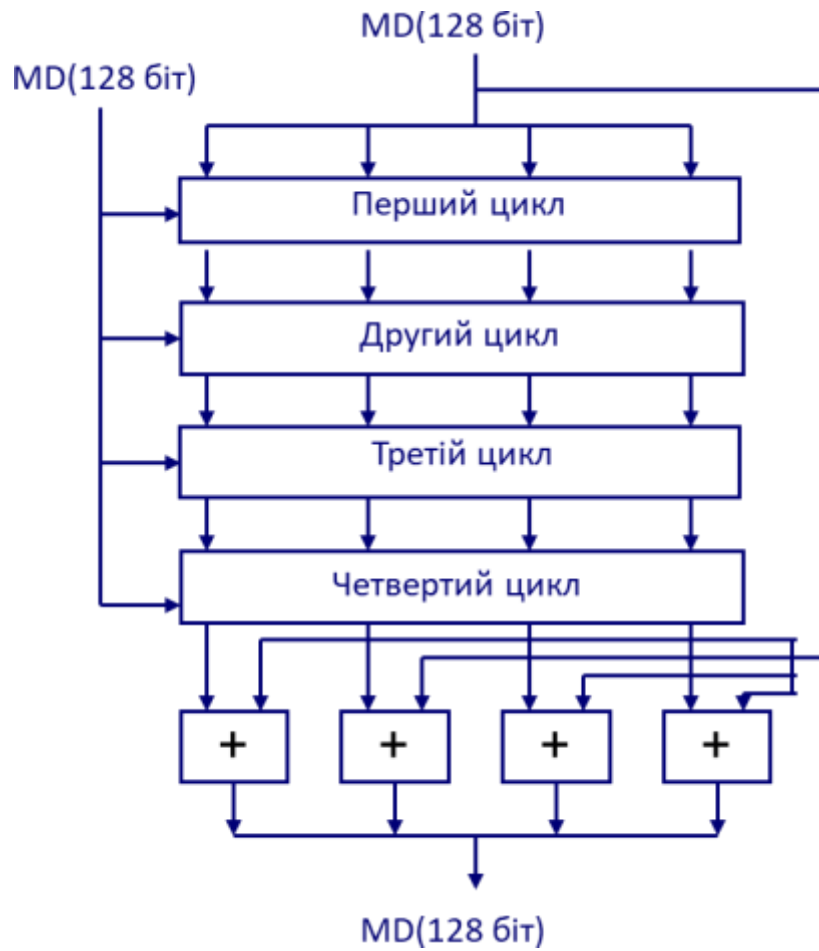 MD(128 біт)
MD(128 біт)
Перший цикл
Другий цикл
Третій цикл
Четвертий цикл
+ + + +
MD(128 біт)